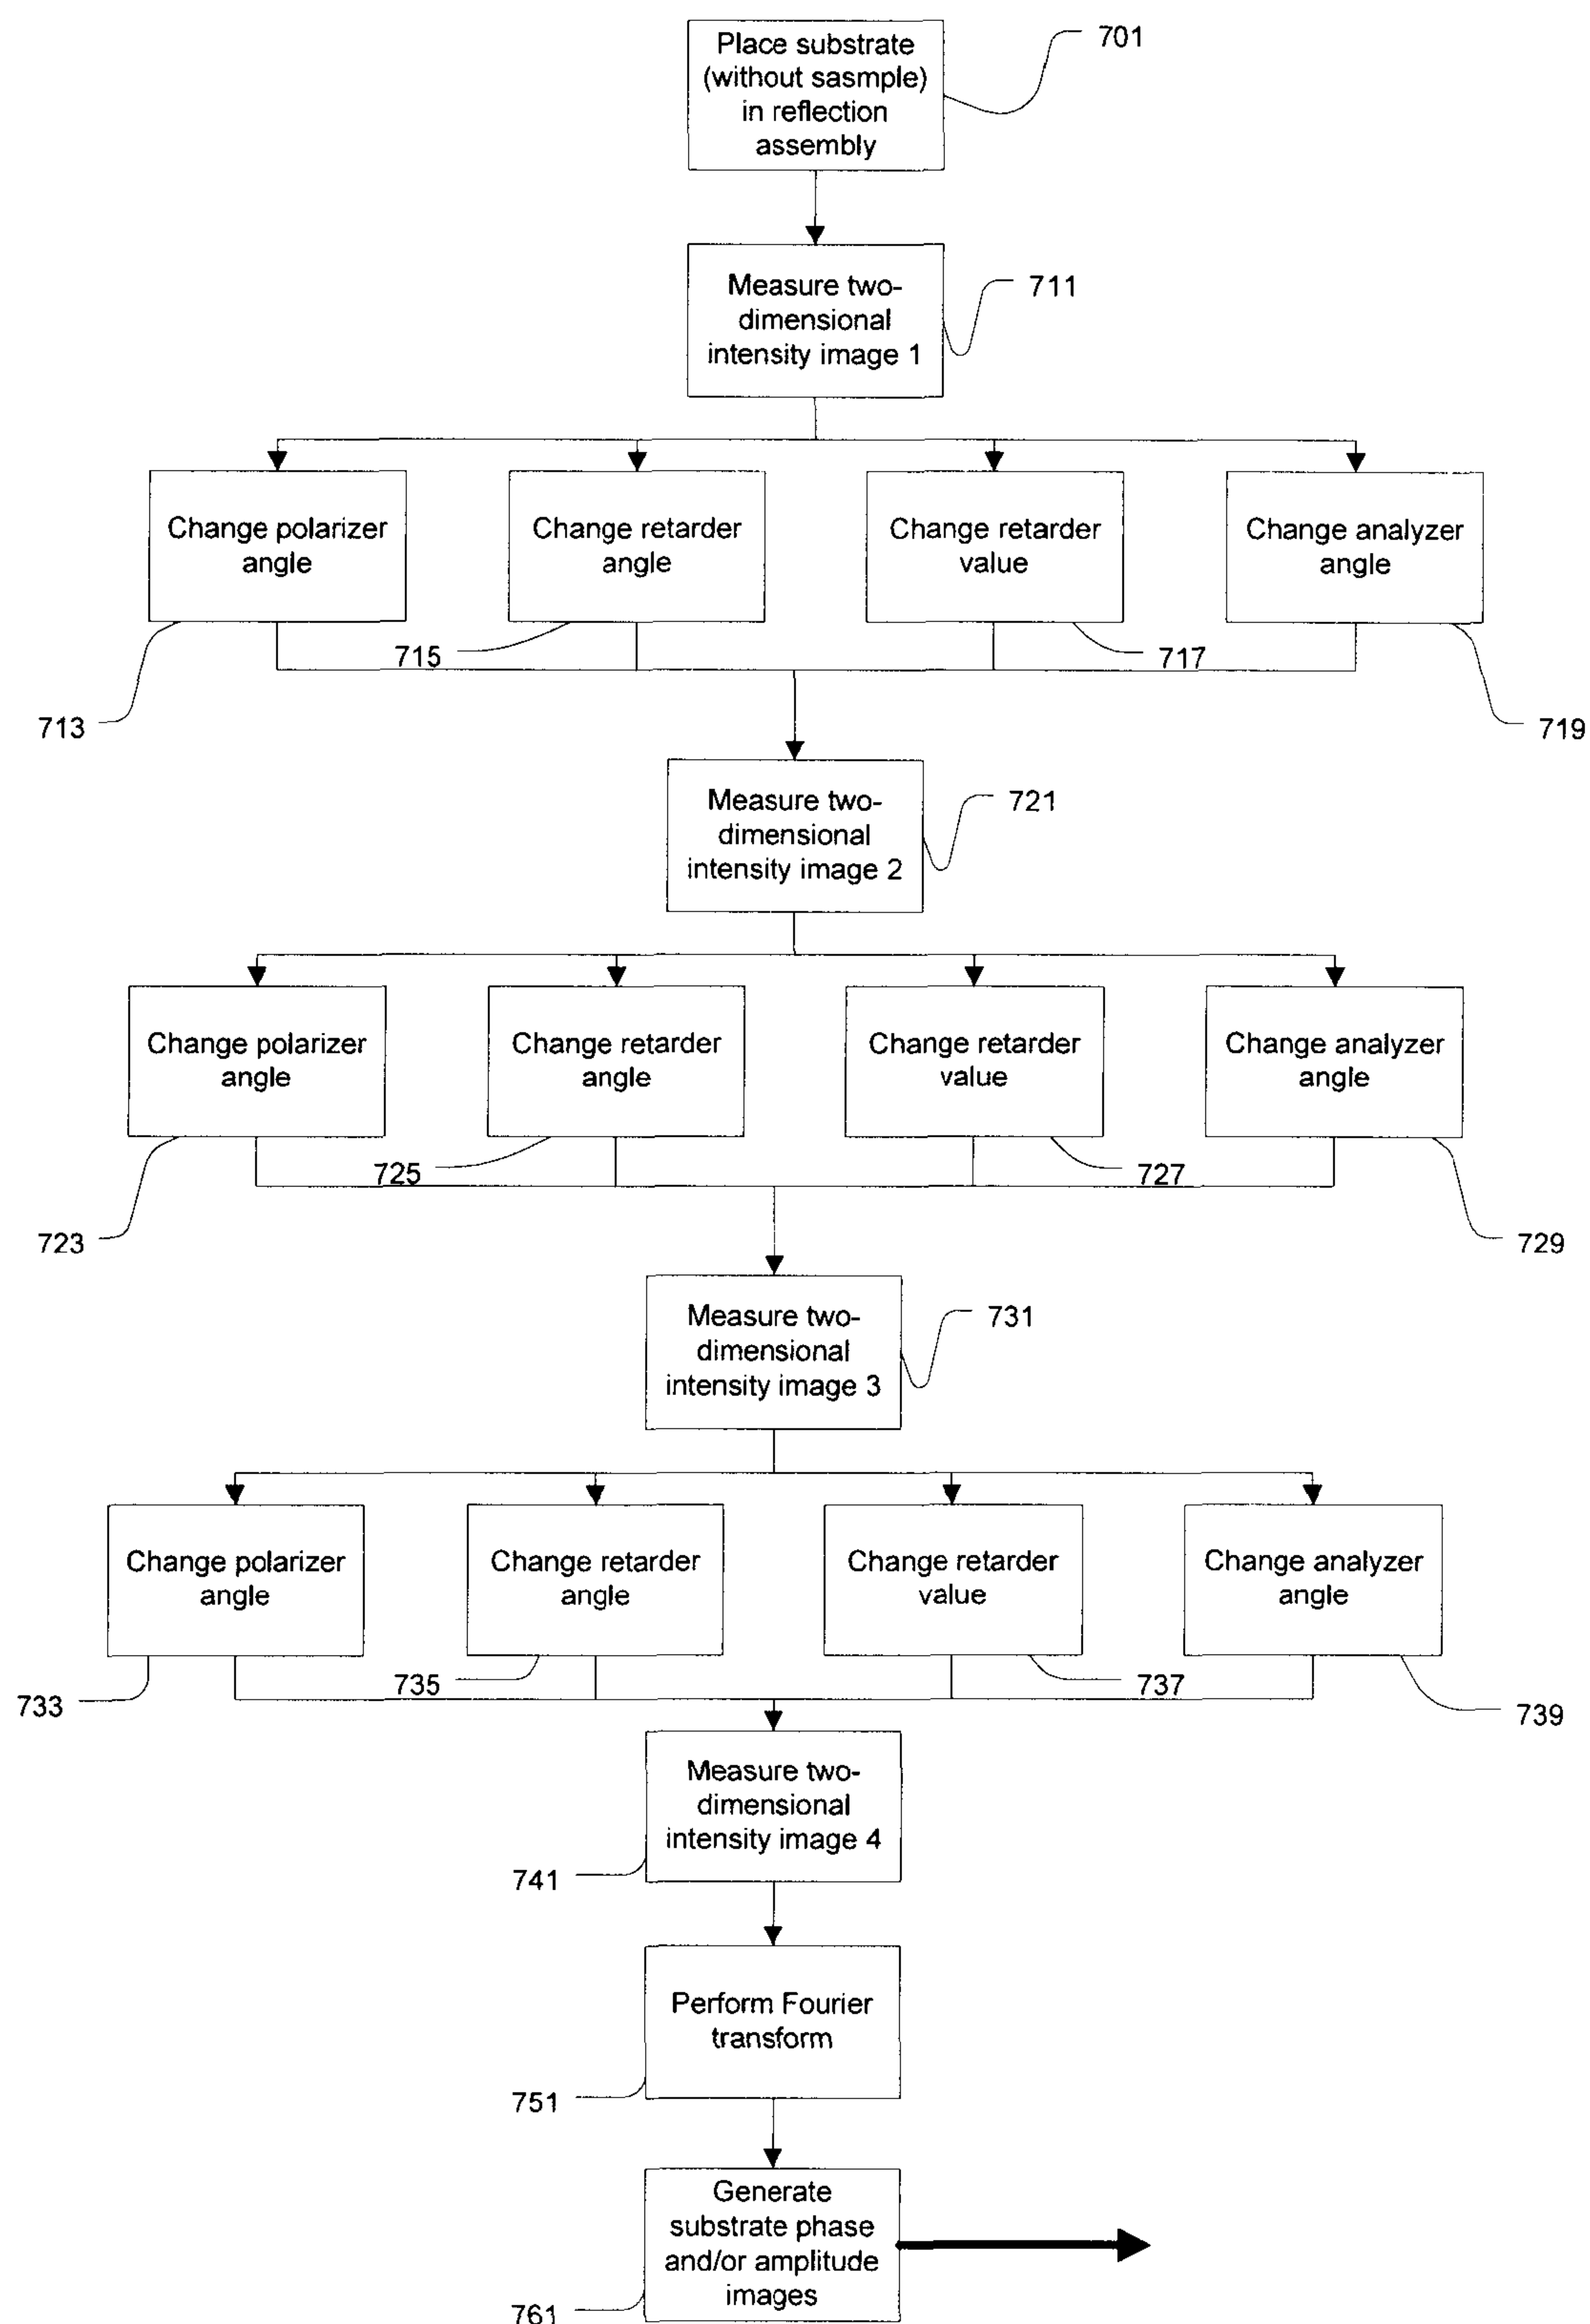 Place substrate
(without sasmple)
in reflection
assembly
701
Measure two-
dimensional
intensity image 1
711
Change polarizer
angle
Change retarder
angle
Change retarder
value
Change analyzer
angle
713
715
717
719
Measure two-
dimensional
intensity image 2
721
Change polarizer
angle
Change retarder
angle
Change retarder
value
Change analyzer
angle
723
725
727
729
Measure two-
dimensional
intensity image 3
731
Change polarizer
angle
Change retarder
angle
Change retarder
value
Change analyzer
angle
733
735
737
739
Measure two-
dimensional
intensity image 4
741
Perform Fourier
transform
751
Generate
substrate phase
and/or amplitude
images
761